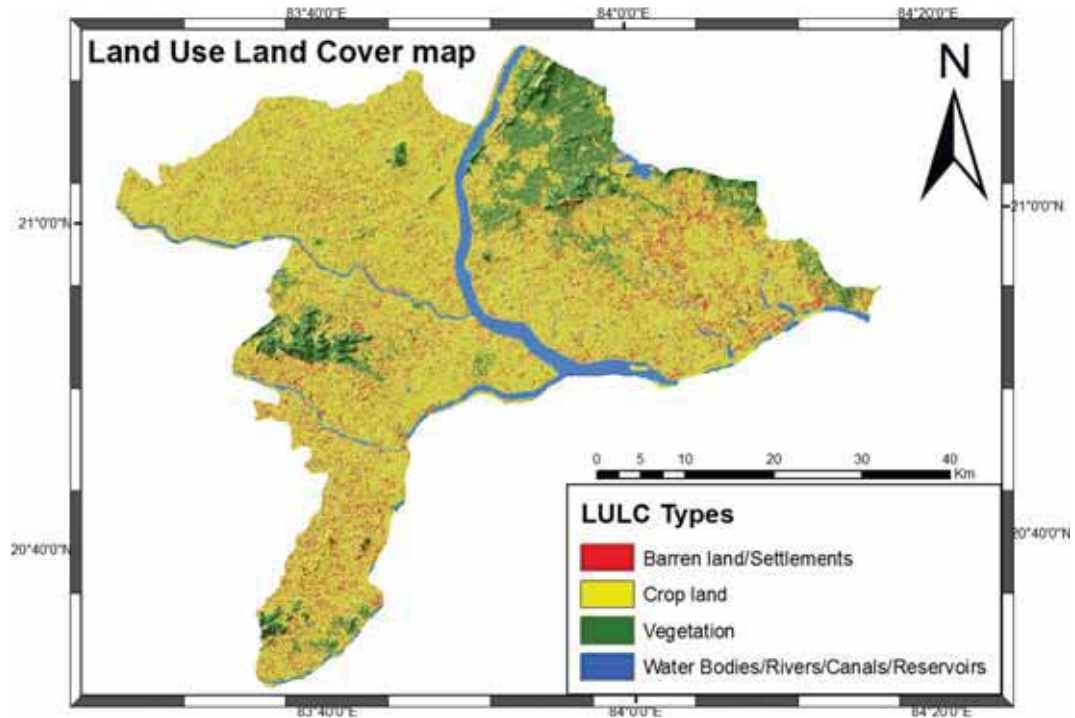 83°40'0"E 84°0'0"E 84°20'0"E
Land Use Land Cover map
N
21°0'0"N 21°0'0"N
0 5 10 20 30 40
Km
LULC Types
Barren land/Settlements
Crop land
Vegetation
Water Bodies/Rivers/Canals/Reservoirs
20°40'0"N 20°40'0"N
83°40'0"E 84°0'0"E 84°20'0"E